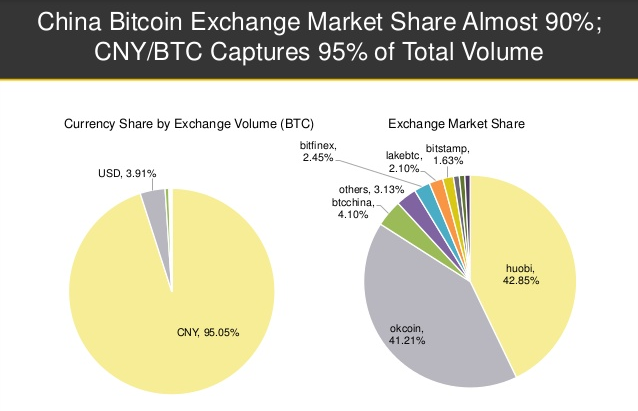 China Bitcoin Exchange Market Share Almost 90%;
CNY/BTC Captures 95% of Total Volume
Currency Share by Exchange Volume (BTC)
USD, 3.91%
CNY, 95.05%
Exchange Market Share
bitfinex,
2.45%
lakebtc,
2.10%
bitstamp,
1.63%
others, 3.13%
btcchina,
4.10%
huobi,
42.85%
okcoin,
41.21%